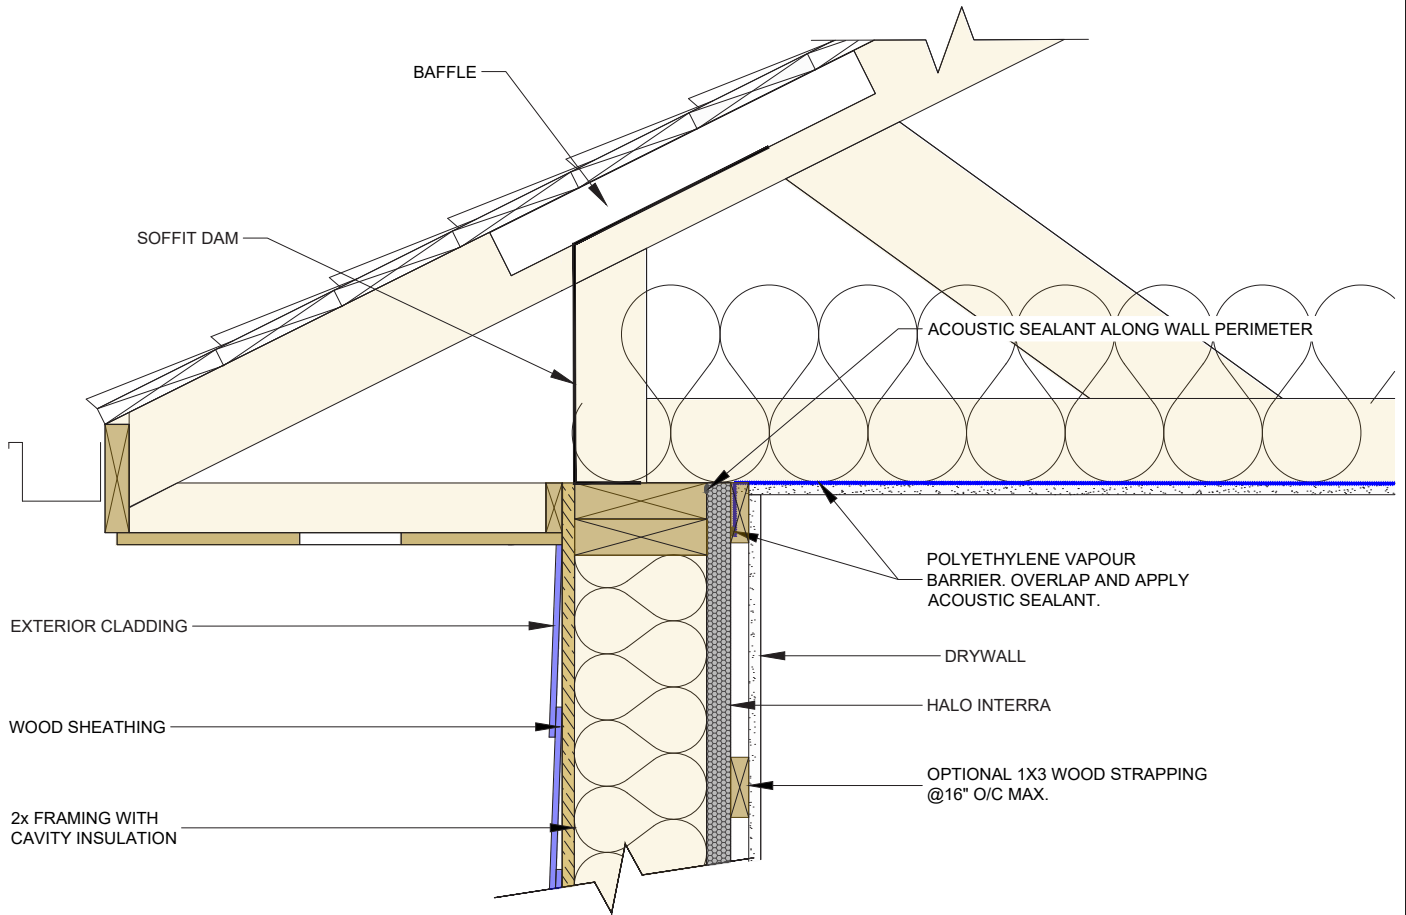 BAFFLE
SOFFIT DAM
ACOUSTIC SEALANT ALONG WALL PERIMETER
POLYETHYLENE VAPOUR
BARRIER. OVERLAP AND APPLY
ACOUSTIC SEALANT.
EXTERIOR CLADDING
DRYWALL
HALO INTERRA
WOOD SHEATHING
OPTIONAL 1X3 WOOD STRAPPING
@16" O/C MAX.
2x FRAMING WITH
CAVITY INSULATION